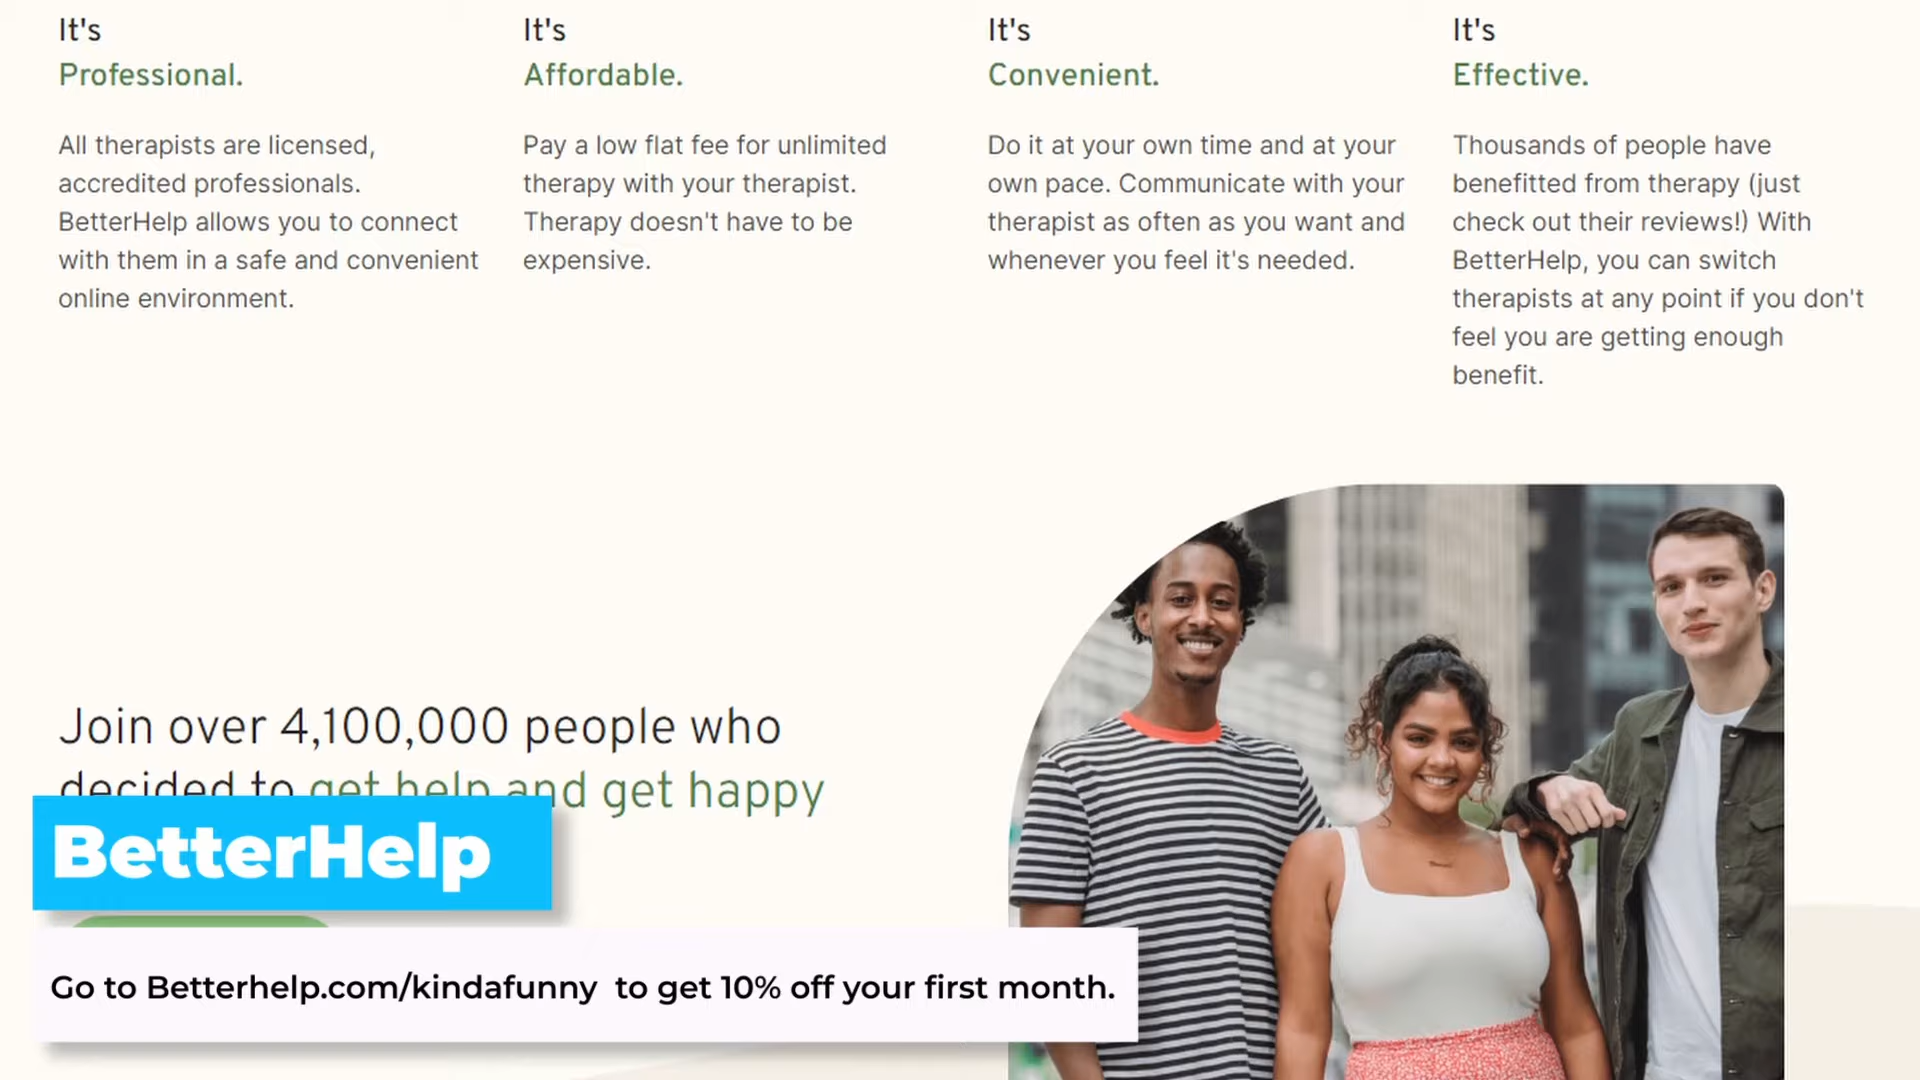 It's
Professional.
All therapists are licensed,
accredited professionals.
BetterHelp allows you to connect
with them in a safe and convenient
online environment.
It's
Affordable.
Pay a low flat fee for unlimited
therapy with your therapist.
Therapy doesn't have to be
expensive.
It's
Convenient.
Do it at your own time and at your
own pace. Communicate with your
therapist as often as you want and
whenever you feel it's needed.
It's
Effective.
Thousands of people have
benefitted from therapy (just
check out their reviews!) With
BetterHelp, you can switch
therapists at any point if you don't
feel you are getting enough
benefit.
Join over 4,100,000 people who
decided to get help and get happy
BetterHelp
Go to Betterhelp.com/kindafunny to get 10% off your first month.